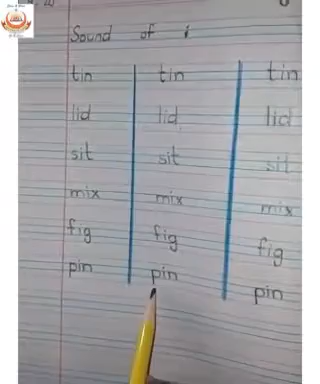 Sound of i
tin tin tin
lid lid lid
sit sit sit
mix mix mix
fig fig fig
pin pin pin